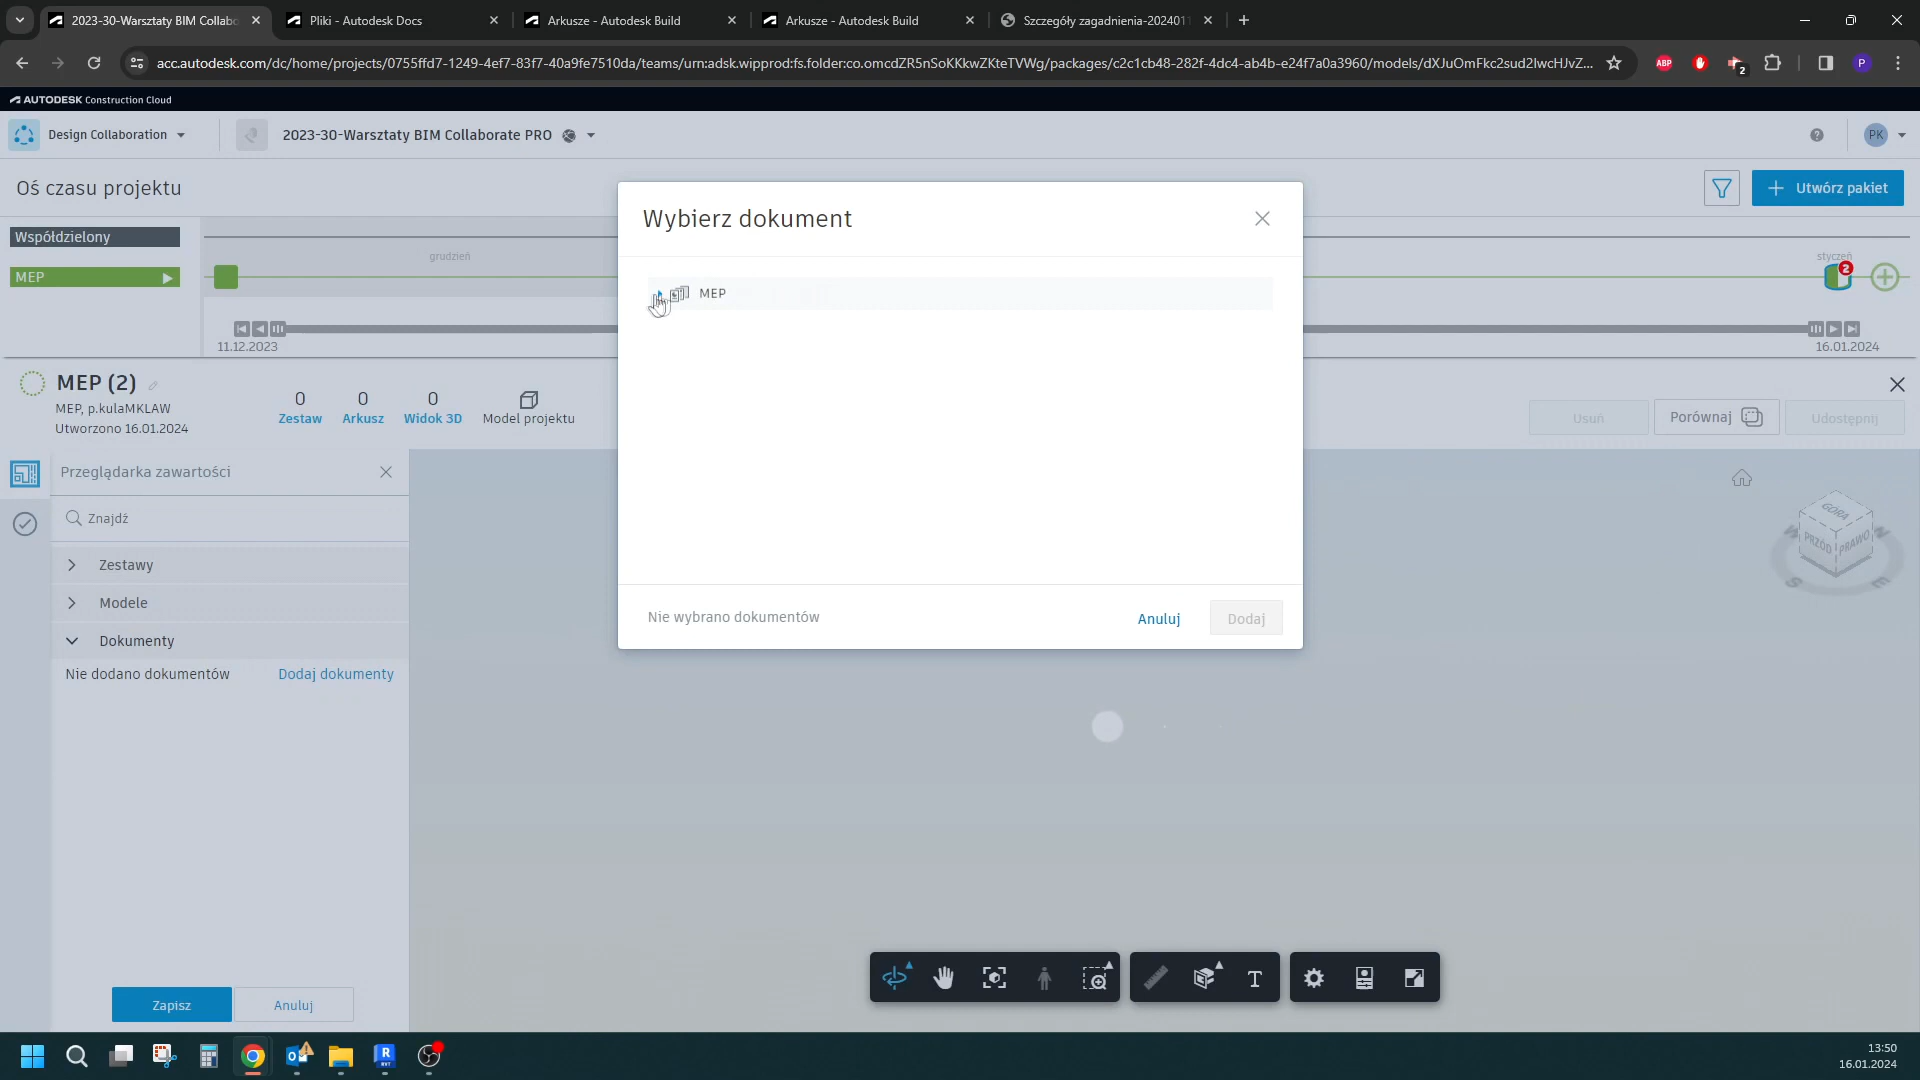 2023-30-Warsztaty BIM Collabo
Pliki - Autodesk Docs
Arkusze - Autodesk Build
Arkusze - Autodesk Build
Szczegóły zagadnienia-202401
acc.autodesk.com/dc/home/projects/0755ffd7-1249-4ef7-83f7-40a9fe7510da/teams/urn:adsk.wipprod:fs.folder:co.omcdZR5nSoKKkwZKteTVWg/packages/c2c1cb48-282f-4dc4-ab4b-e24f7a0a3960/models/dXJuOmFkc2sud2lwcHJvZ...
ABP
2
P
AUTODESK Construction Cloud
Design Collaboration
2023-30-Warsztaty BIM Collaborate PRO
PK
Oś czasu projektu
Utwórz pakiet
Współdzielony
MEP
grudzień
styczeń
2
11.12.2023
16.01.2024
Wybierz dokument
MEP
Nie wybrano dokumentów
Anuluj
Dodaj
MEP (2)
MEP, p.kulaMKLAW
Utworzono 16.01.2024
0
Zestaw
0
Arkusz
0
Widok 3D
Model projektu
Usuń
Porównaj
Udostępnij
Przeglądarka zawartości
Znajdź
Zestawy
Modele
Dokumenty
Nie dodano dokumentów
Dodaj dokumenty
Zapisz
Anuluj
GÓRA
PRZÓD
PRAWO
N
W
S
E
T
13:50
16.01.2024